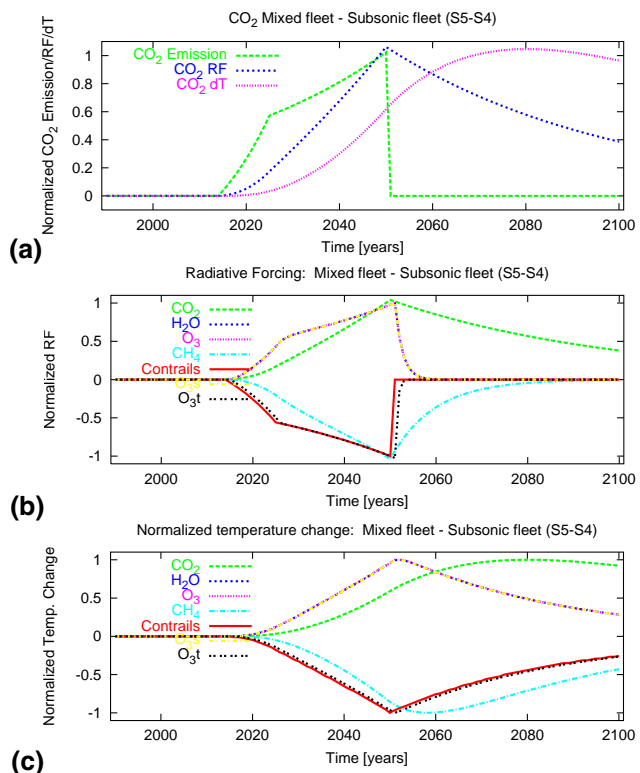 CO2 Mixed fleet - Subsonic fleet (S5-S4)
Normalized CO2 Emission/RF/dT
1
0.8
0.6
0.4
0.2
0
CO2 Emission
CO2 RF
CO2 dT
2000
2020
2040
2060
2080
2100
Time [years]
(a)
Radiative Forcing: Mixed fleet - Subsonic fleet (S5-S4)
Normalized RF
1
0.5
0
-0.5
-1
CO2
H2O
O3
CH4
Contrails
O3s
O3t
2000
2020
2040
2060
2080
2100
Time [years]
(b)
Normalized temperature change: Mixed fleet - Subsonic fleet (S5-S4)
Normalized Temp. Change
1
0.5
0
-0.5
-1
CO2
H2O
O3
CH4
Contrails
O3s
O3t
2000
2020
2040
2060
2080
2100
Time [years]
(c)